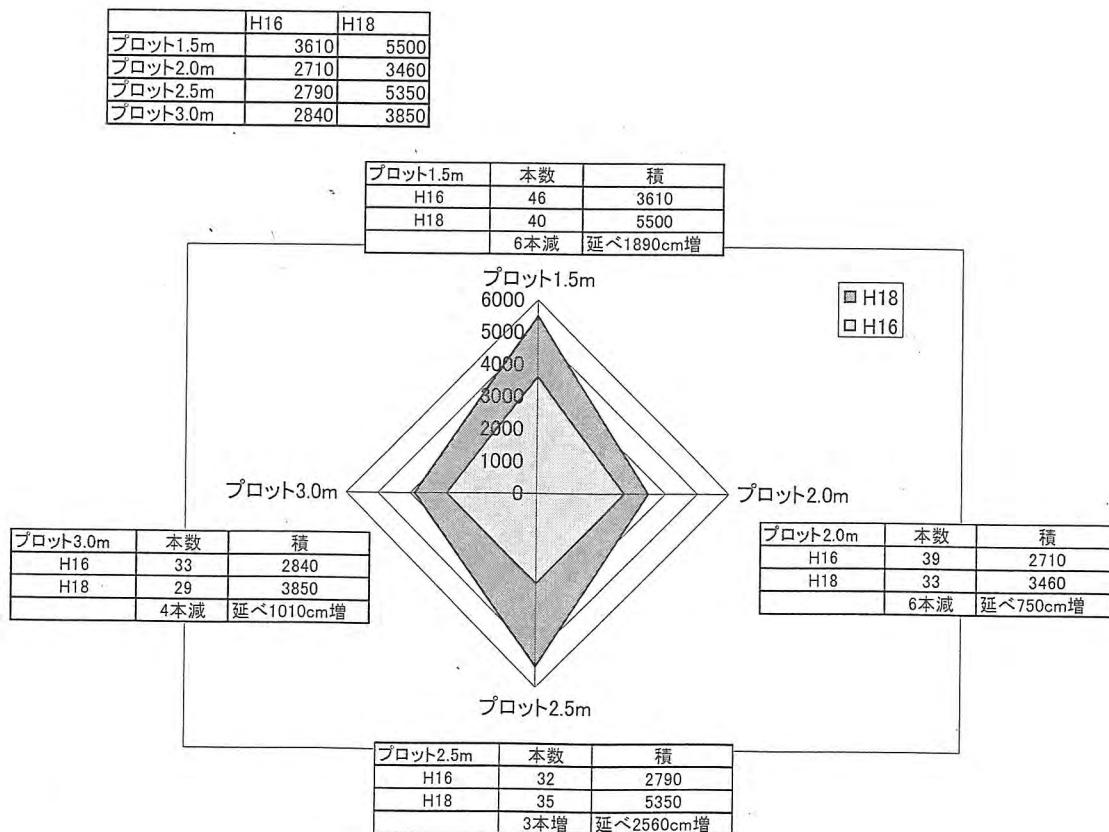 H16 H18
プロット1.5m 3610 5500
プロット2.0m 2710 3460
プロット2.5m 2790 5350
プロット3.0m 2840 3850
プロット1.5m 本数 積
H16 46 3610
H18 40 5500
6本減 延べ1890cm増
プロット1.5m
6000
5000
4000
3000
2000
1000
0
H18
H16
プロット3.0m
プロット2.0m
プロット3.0m 本数 積
H16 33 2840
H18 29 3850
4本減 延べ1010cm増
プロット2.0m 本数 積
H16 39 2710
H18 33 3460
6本減 延べ750cm増
プロット2.5m
プロット2.5m 本数 積
H16 32 2790
H18 35 5350
3本増 延べ2560cm増